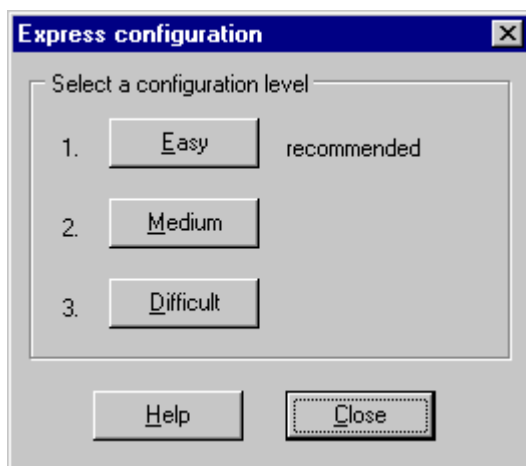 Express configuration
Select a configuration level
1. Easy recommended
2. Medium
3. Difficult
Help Close